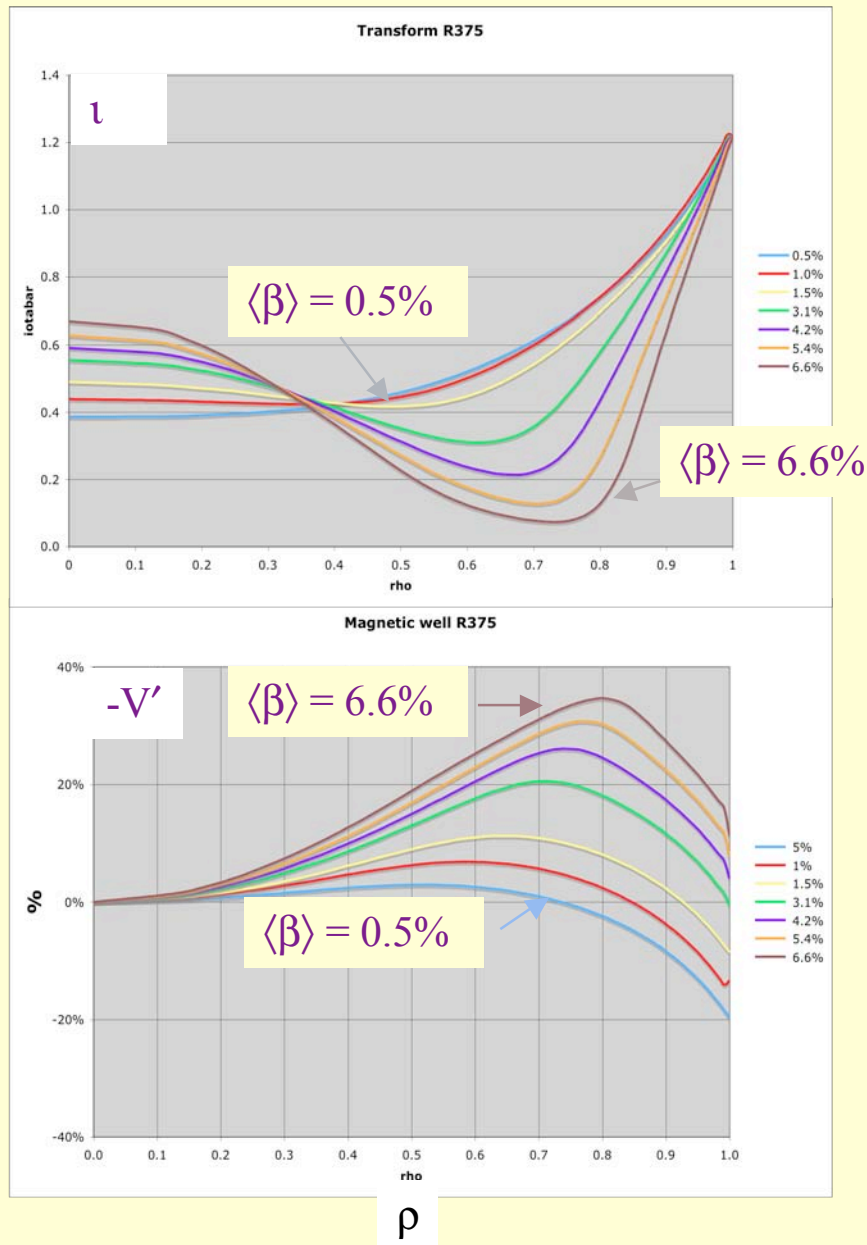 Transform R375
1.4
1.2
1.0
0.8
0.6
0.4
0.2
0.0
ι
iotabar
⟨β⟩ = 0.5%
⟨β⟩ = 6.6%
0.5%
1.0%
1.5%
3.1%
4.2%
5.4%
6.6%
0 0.1 0.2 0.3 0.4 0.5 0.6 0.7 0.8 0.9 1
rho
Magnetic well R375
40%
20%
0%
-20%
-40%
-V′
%
⟨β⟩ = 6.6%
⟨β⟩ = 0.5%
5%
1%
1.5%
3.1%
4.2%
5.4%
6.6%
0.0 0.1 0.2 0.3 0.4 0.5 0.6 0.7 0.8 0.9 1.0
rho
ρ